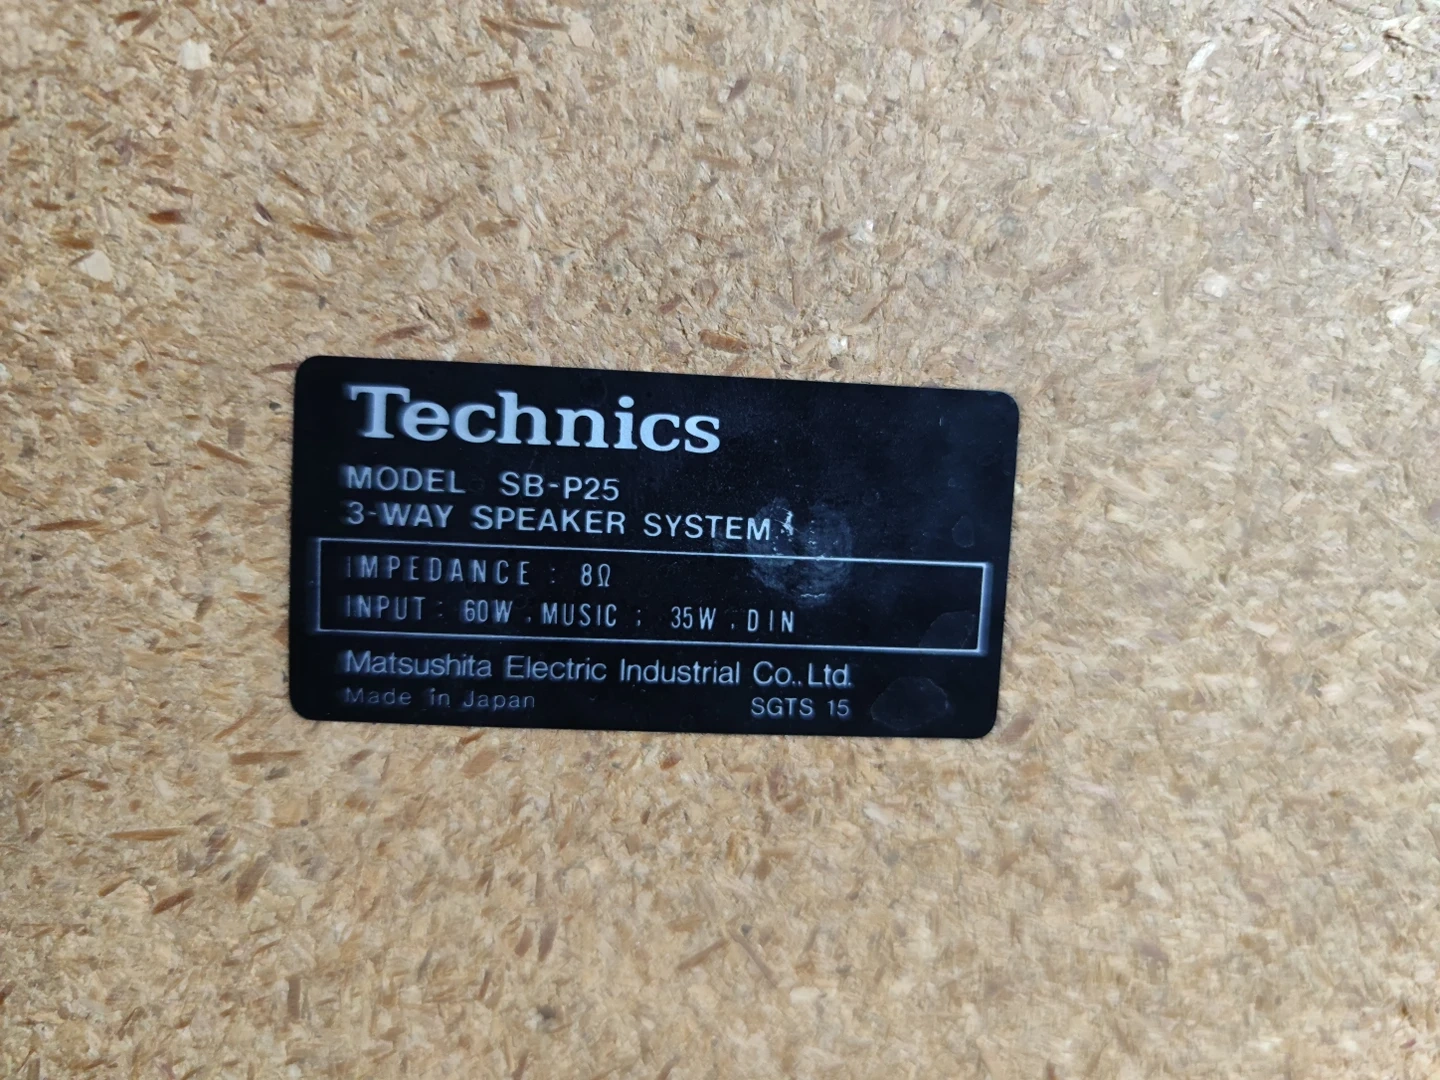 Technics
MODEL SB-P25
3-WAY SPEAKER SYSTEM
IMPEDANCE : 8Ω
INPUT : 60W , MUSIC ; 35W , DIN
Matsushita Electric Industrial Co., Ltd.
Made in Japan SGTS 15